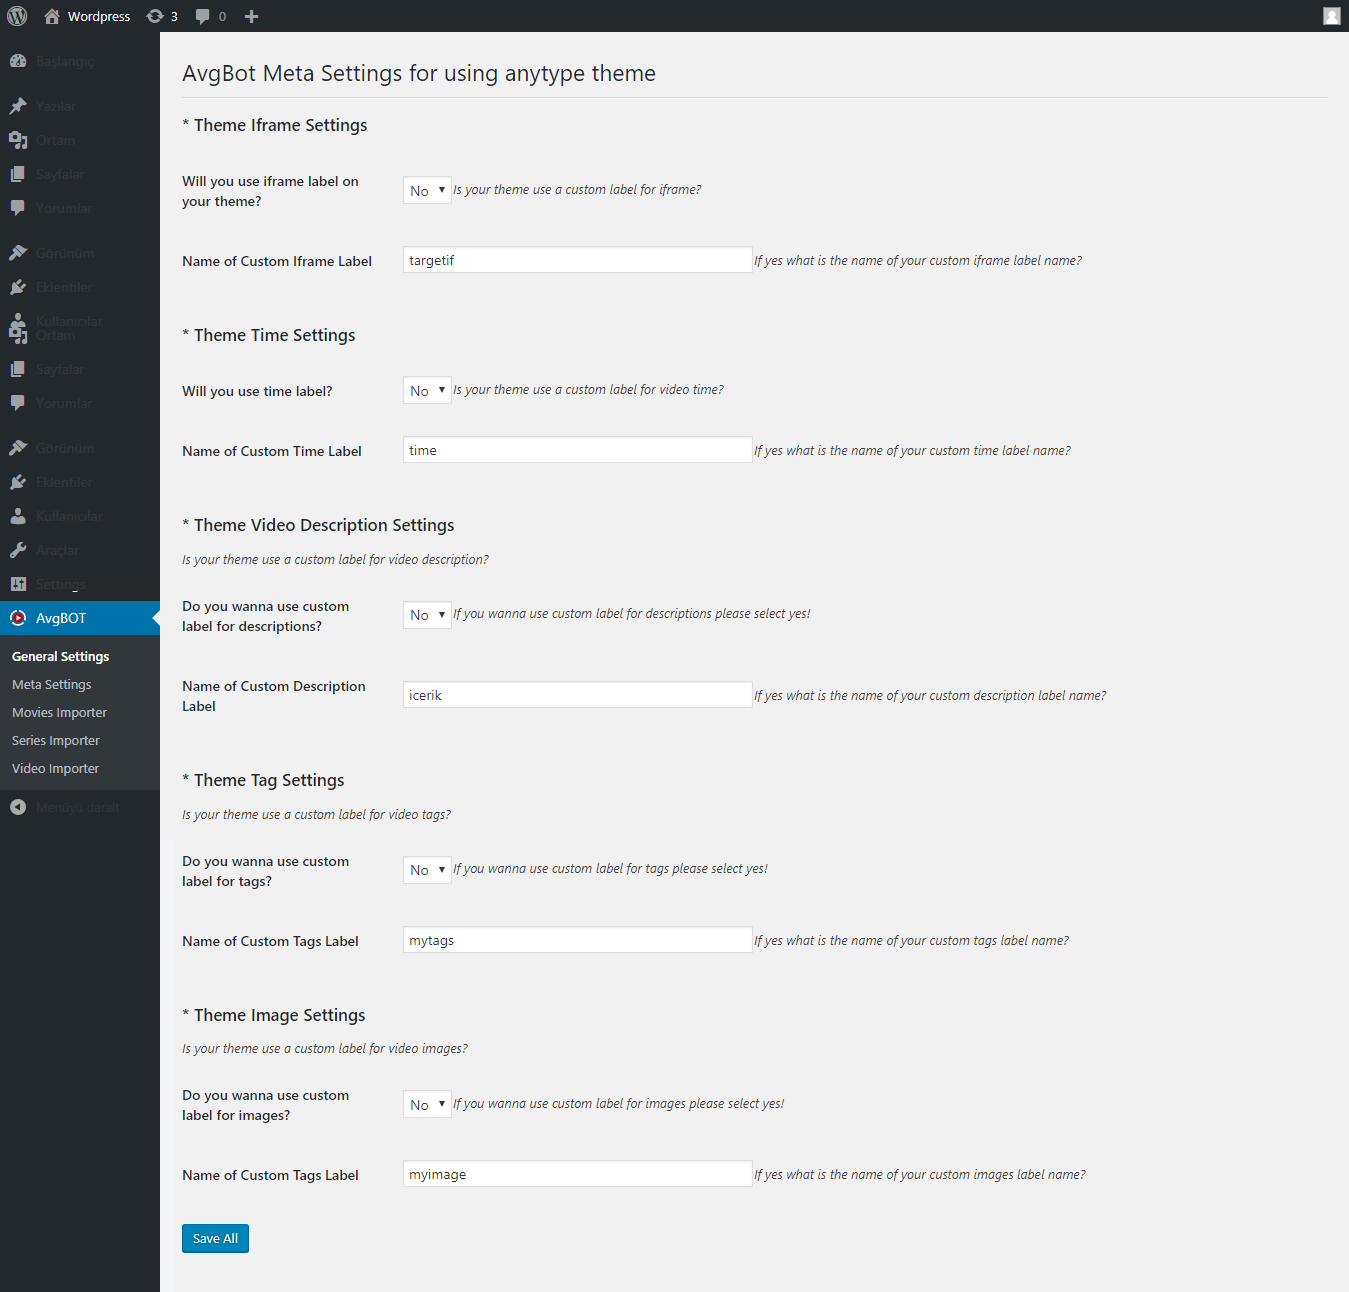 Wordpress 3 0
Başlangıç
Yazılar
Ortam
Sayfalar
Yorumlar
Görünüm
Eklentiler
Kullanıcılar
Ortam
Sayfalar
Yorumlar
Görünüm
Eklentiler
Kullanıcılar
Araçlar
Settings
AvgBOT
General Settings
Meta Settings
Movies Importer
Series Importer
Video Importer
Menüyü daralt
AvgBot Meta Settings for using anytype theme
* Theme Iframe Settings
Will you use iframe label on
your theme?
No Is your theme use a custom label for iframe?
Name of Custom Iframe Label targetif If yes what is the name of your custom iframe label name?
* Theme Time Settings
Will you use time label? No Is your theme use a custom label for video time?
Name of Custom Time Label time If yes what is the name of your custom time label name?
* Theme Video Description Settings
Is your theme use a custom label for video description?
Do you wanna use custom
label for descriptions?
No If you wanna use custom label for descriptions please select yes!
Name of Custom Description
Label
icerik If yes what is the name of your custom description label name?
* Theme Tag Settings
Is your theme use a custom label for video tags?
Do you wanna use custom
label for tags?
No If you wanna use custom label for tags please select yes!
Name of Custom Tags Label mytags If yes what is the name of your custom tags label name?
* Theme Image Settings
Is your theme use a custom label for video images?
Do you wanna use custom
label for images?
No If you wanna use custom label for images please select yes!
Name of Custom Tags Label myimage If yes what is the name of your custom images label name?
Save All